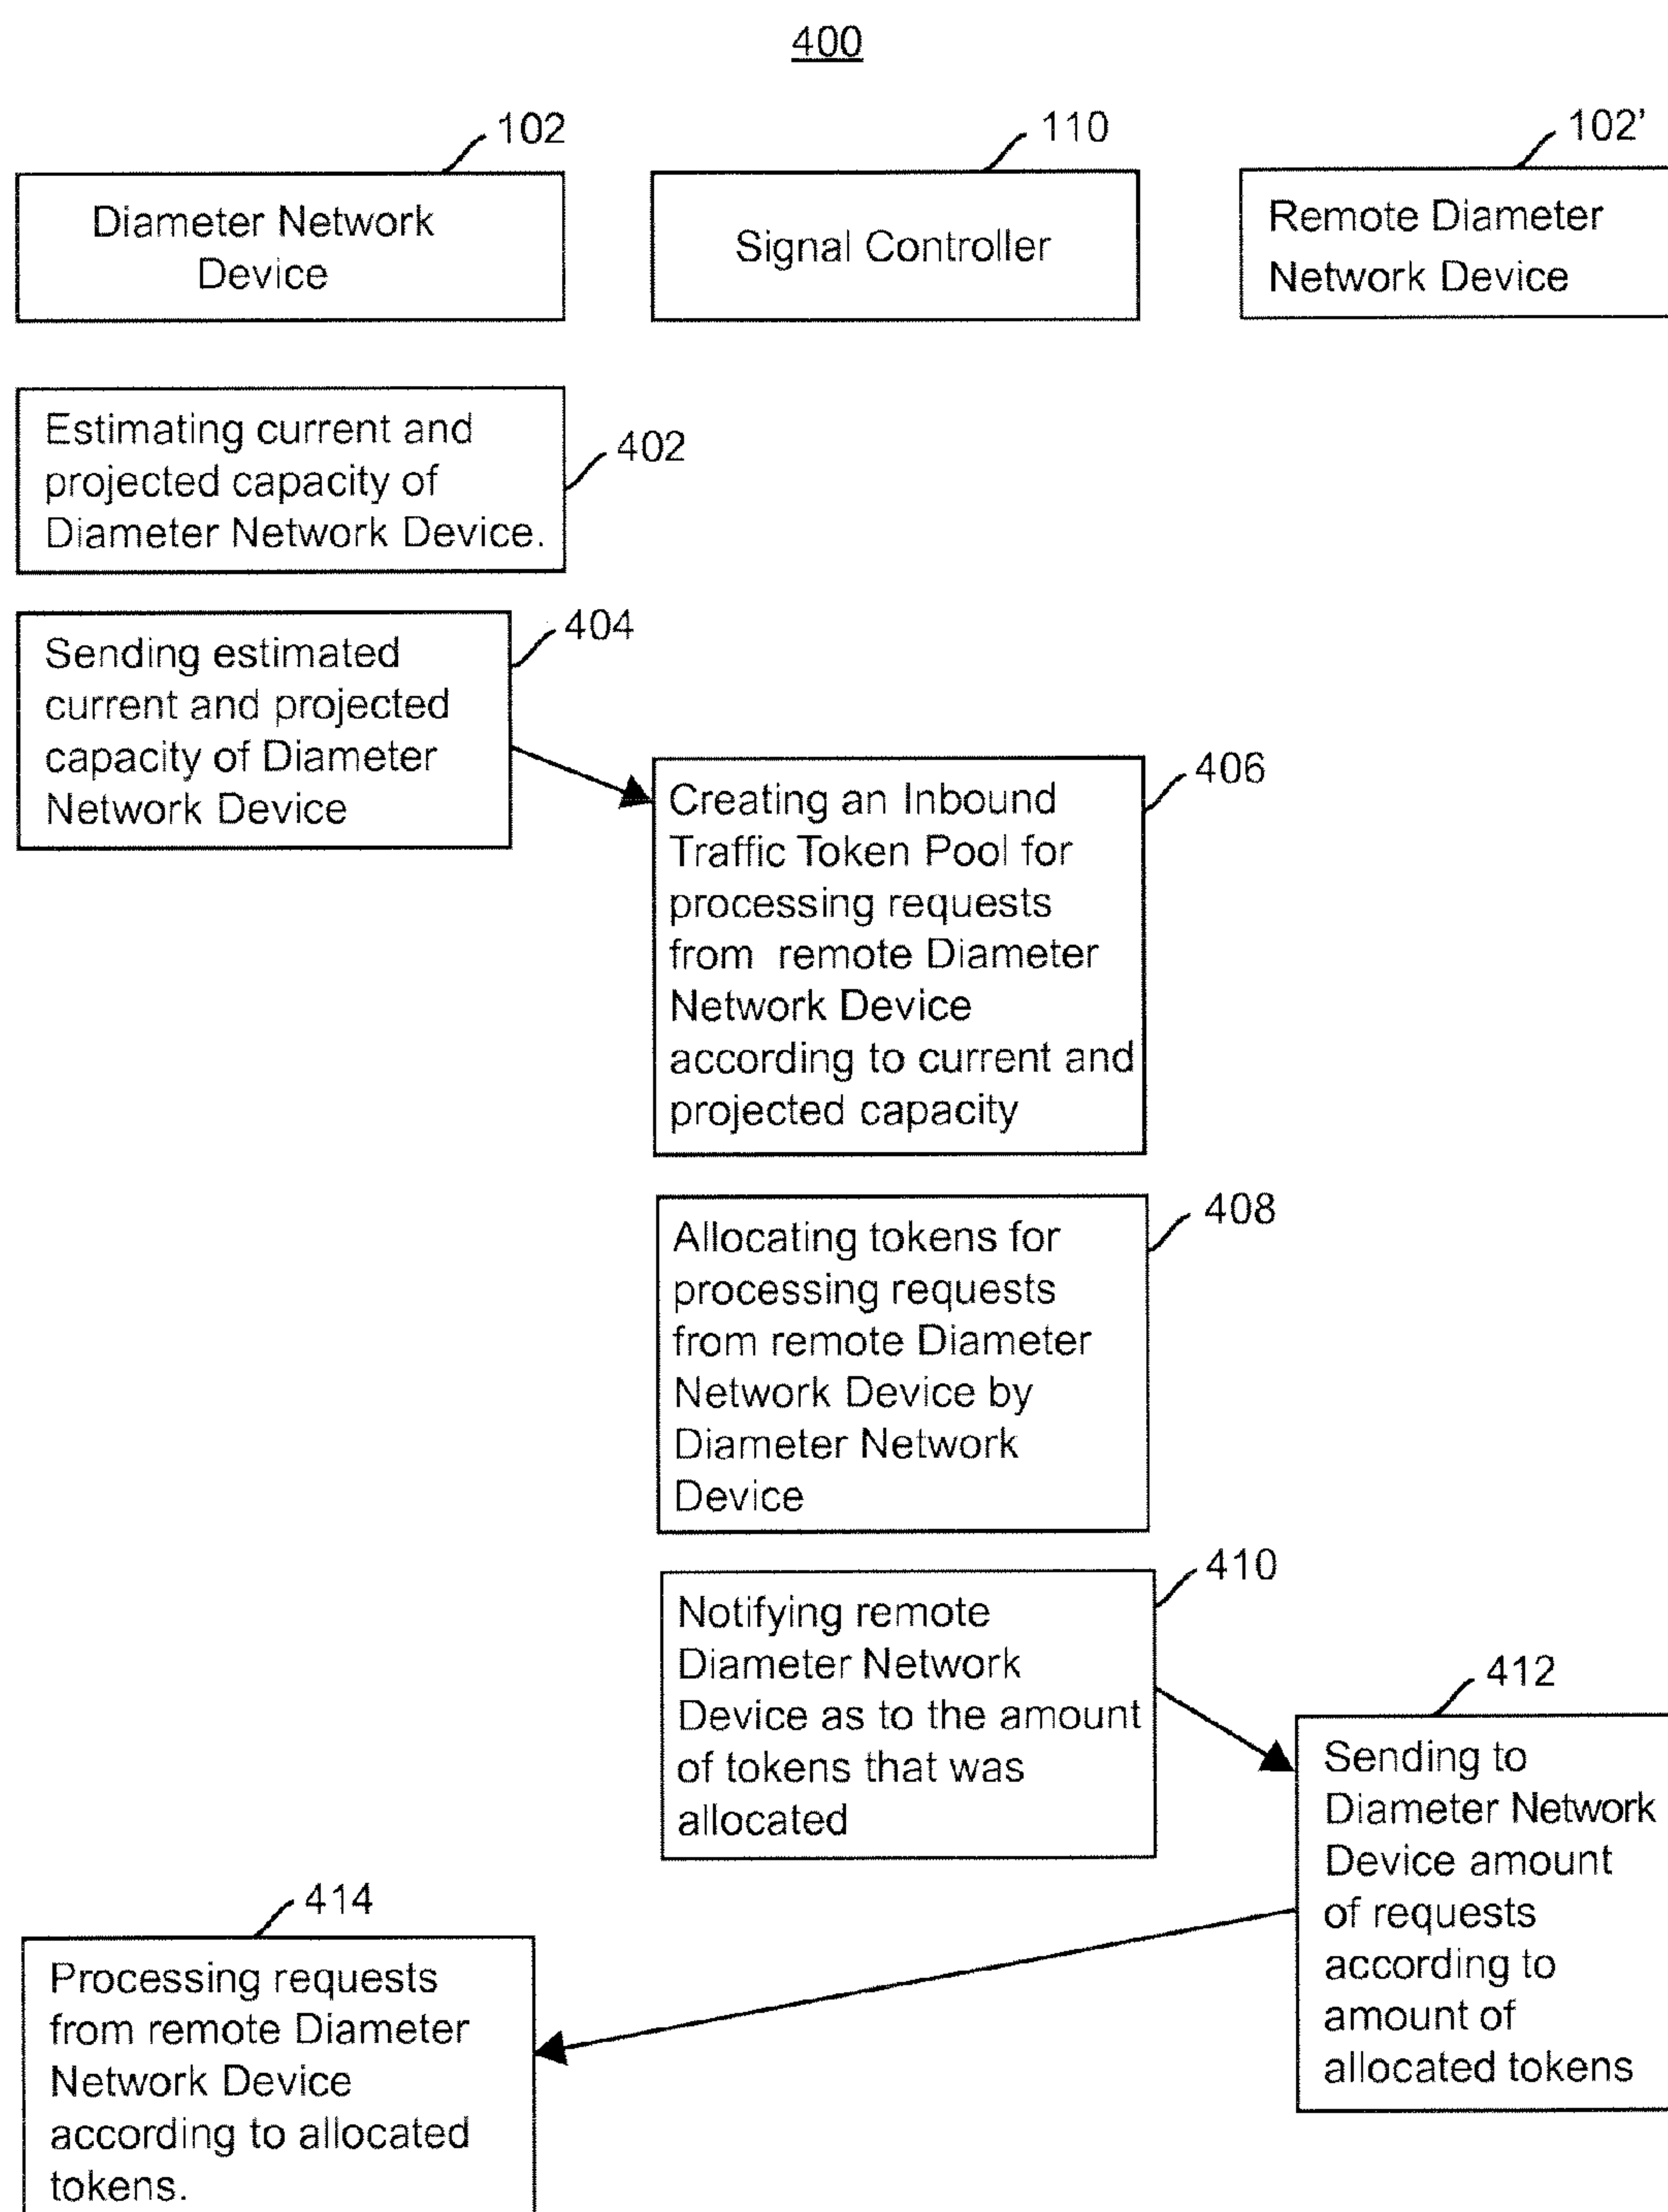 400
102
110
102'
Diameter Network
Device
Signal Controller
Remote Diameter
Network Device
Estimating current and
projected capacity of
Diameter Network Device.
402
Sending estimated
current and projected
capacity of Diameter
Network Device
404
Creating an Inbound
Traffic Token Pool for
processing requests
from remote Diameter
Network Device
according to current and
projected capacity
406
Allocating tokens for
processing requests
from remote Diameter
Network Device by
Diameter Network
Device
408
Notifying remote
Diameter Network
Device as to the amount
of tokens that was
allocated
410
412
Sending to
Diameter Network
Device amount
of requests
according to
amount of
allocated tokens
414
Processing requests
from remote Diameter
Network Device
according to allocated
tokens.